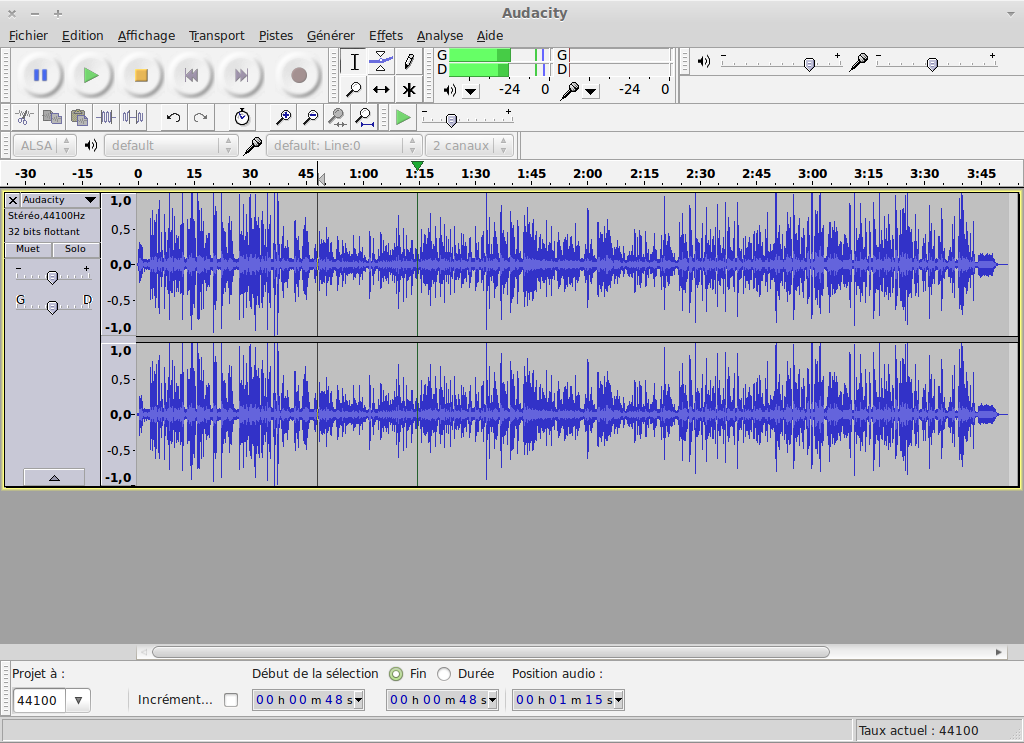 Audacity
Fichier Edition Affichage Transport Pistes Générer Effets Analyse Aide
G G
D D
-24 0 -24 0
ALSA default default: Line:0 2 canaux
-30 -15 0 15 30 45 1:00 1:15 1:30 1:45 2:00 2:15 2:30 2:45 3:00 3:15 3:30 3:45
Audacity
Stéréo,44100Hz
32 bits flottant
Muet Solo
- +
G D
1,0
0,5-
0,0-
-0,5-
-1,0
1,0
0,5-
0,0-
-0,5-
-1,0
Projet à : Début de la sélection Fin Durée Position audio :
44100 Incrément... 00 h 00 m 48 s 00 h 00 m 48 s 00 h 01 m 15 s
Taux actuel : 44100